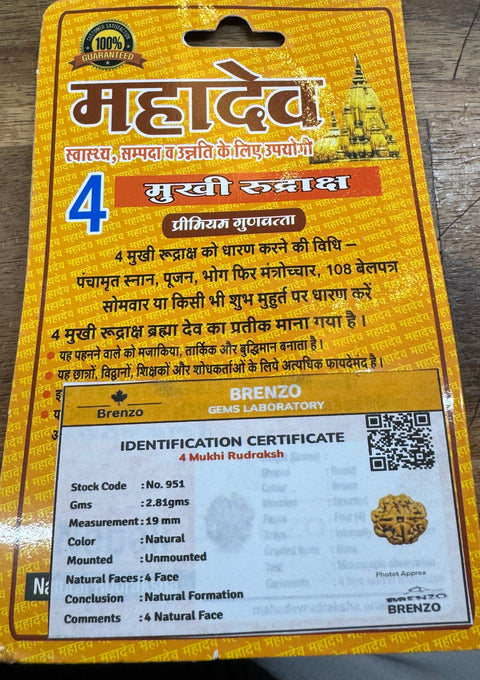 CUSTOMER SATISFACTION
100%
GUARANTEED
महादेव
स्वास्थ्य, सम्पदा व उन्नति के लिए उपयोगी
4 मुखी रुद्राक्ष
प्रीमियम गुणवत्ता
4 मुखी रूद्राक्ष को धारण करने की विधि –
पंचामृत स्नान, पूजन, भोग फिर मंत्रोच्चार, 108 बेलपत्र
सोमवार या किसी भी शुभ मुहुर्त पर धारण करें
4 मुखी रूद्राक्ष ब्रह्मा देव का प्रतीक माना गया है।
• यह पहनने वाले को मजाकिया, तार्किक और बुद्धिमान बनाता है।
• यह छात्रों, विद्वानों, शिक्षकों और शोधकर्ताओं के लिपे अत्यधिक फायदेमंद है।
Brenzo
BRENZO
GEMS LABORATORY
IDENTIFICATION CERTIFICATE
4 Mukhi Rudraksh
Stock Code : No. 951
Gms : 2.81gms
Measurement : 19 mm
Color : Natural
Mounted : Unmounted
Natural Faces : 4 Face
Conclusion : Natural Formation
Comments : 4 Natural Face
Photot Approx
BRENZO
BRENZO